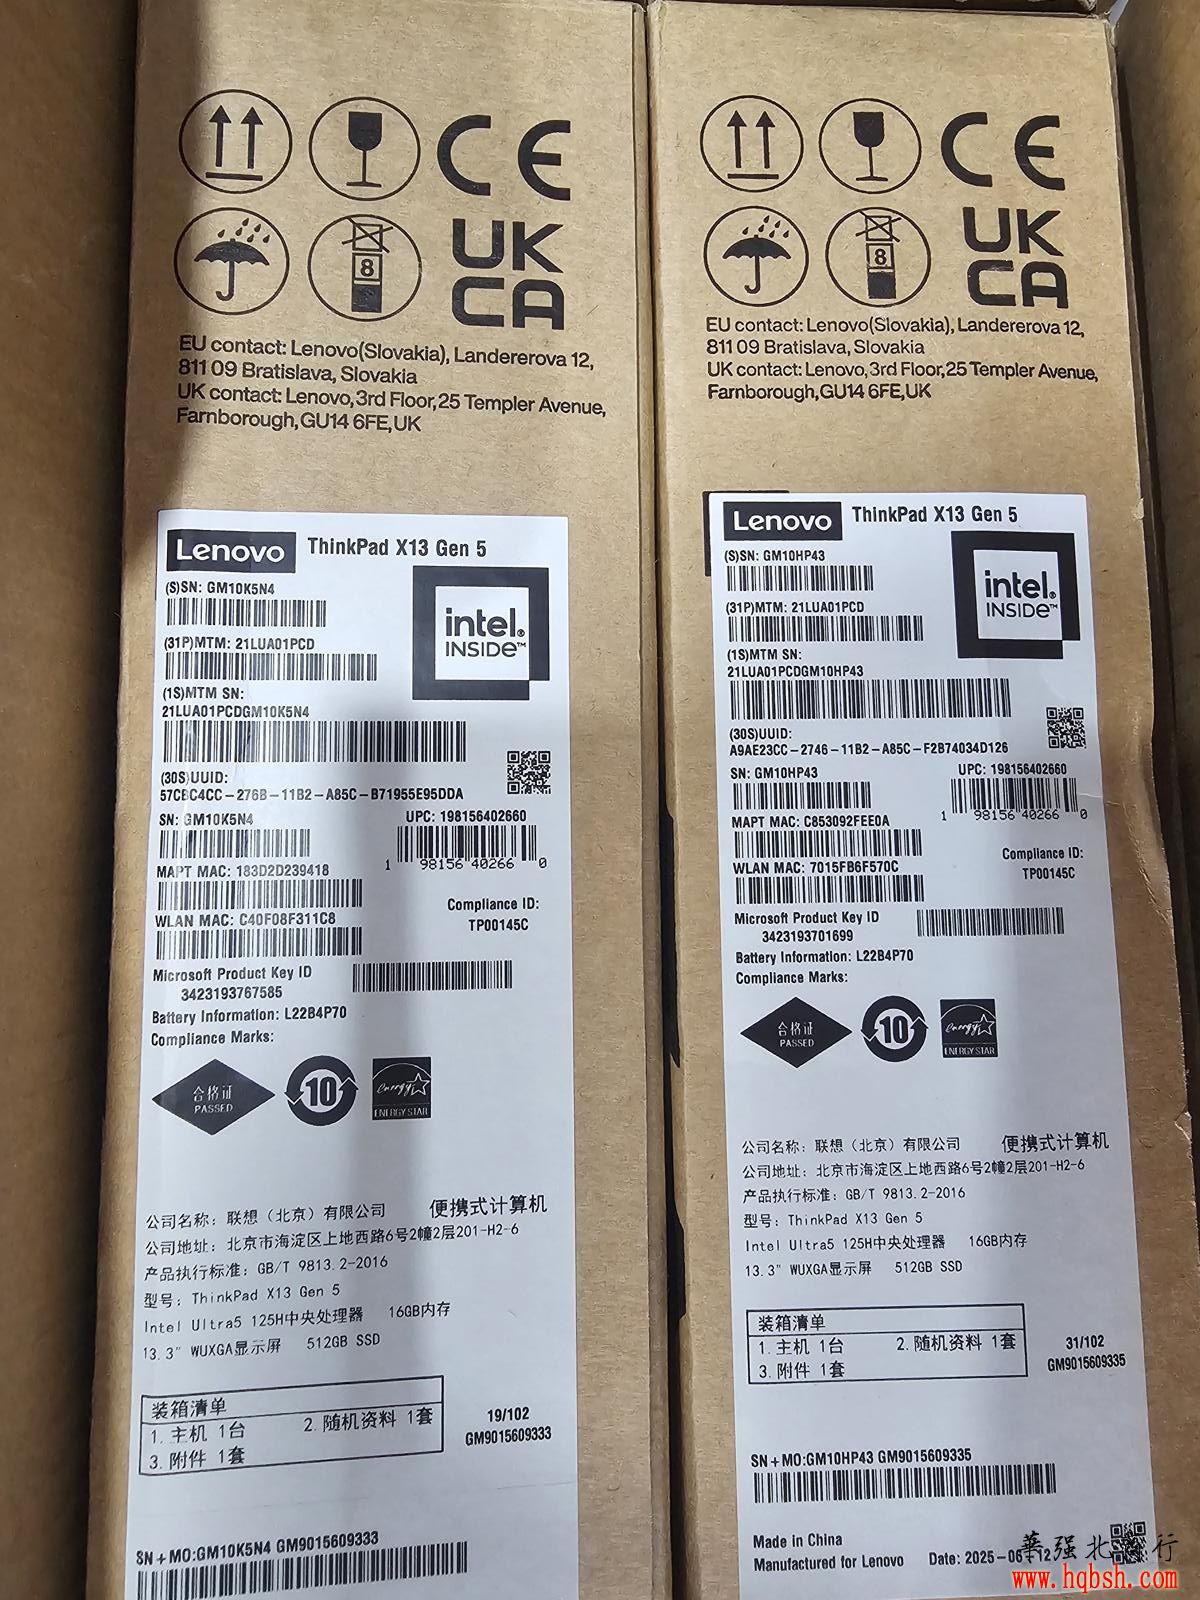 8
CE
UK
CA
EU contact: Lenovo(Slovakia), Landererova 12,
811 09 Bratislava, Slovakia
UK contact: Lenovo,3rd Floor,25 Templer Avenue,
Farnborough,GU14 6FE,UK
Lenovo ThinkPad X13 Gen 5
(S)SN: GM10K5N4
intel.
INSIDE™
(31P)MTM: 21LUA01PCD
(1S)MTM SN:
21LUA01PCDGM10K5N4
(30S)UUID:
57CBC4CC-276B-11B2-A85C-B71955E95DDA
SN: GM10K5N4
UPC: 198156402660
1 98156 40266 0
MAPT MAC: 183D2D239418
WLAN MAC: C40F08F311C8
Compliance ID:
TP00145C
Microsoft Product Key ID
3423193767585
Battery Information: L22B4P70
Compliance Marks:
合格证
PASSED
10
energy
ENERGY STAR
公司名称: 联想（北京）有限公司 便携式计算机
公司地址: 北京市海淀区上地西路6号2幢2层201-H2-6
产品执行标准: GB/T 9813.2-2016
型号: ThinkPad X13 Gen 5
Intel Ultra5 125H中央处理器 16GB内存
13.3" WUXGA显示屏 512GB SSD
装箱清单
1. 主机 1台 2. 随机资料 1套
3. 附件 1套
19/102
GM9015609333
SN+MO:GM10K5N4 GM9015609333
8
CE
UK
CA
EU contact: Lenovo(Slovakia), Landererova 12,
811 09 Bratislava, Slovakia
UK contact: Lenovo,3rd Floor,25 Templer Avenue,
Farnborough,GU14 6FE,UK
Lenovo ThinkPad X13 Gen 5
(S)SN: GM10HP43
intel.
INSIDE™
(31P)MTM: 21LUA01PCD
(1S)MTM SN:
21LUA01PCDGM10HP43
(30S)UUID:
A9AE23CC-2746-11B2-A85C-F2B74034D126
SN: GM10HP43
UPC: 198156402660
1 98156 40266 0
MAPT MAC: C853092FEE0A
WLAN MAC: 7015FB6F570C
Compliance ID:
TP00145C
Microsoft Product Key ID
3423193701699
Battery Information: L22B4P70
Compliance Marks:
合格证
PASSED
10
energy
ENERGY STAR
公司名称: 联想（北京）有限公司 便携式计算机
公司地址: 北京市海淀区上地西路6号2幢2层201-H2-6
产品执行标准: GB/T 9813.2-2016
型号: ThinkPad X13 Gen 5
Intel Ultra5 125H中央处理器 16GB内存
13.3" WUXGA显示屏 512GB SSD
装箱清单
1. 主机 1台 2. 随机资料 1套
3. 附件 1套
31/102
GM9015609335
SN+MO:GM10HP43 GM9015609335
Made in China
Manufactured for Lenovo Date: 2025-06-12
華强北 行
www.hqbsh.com